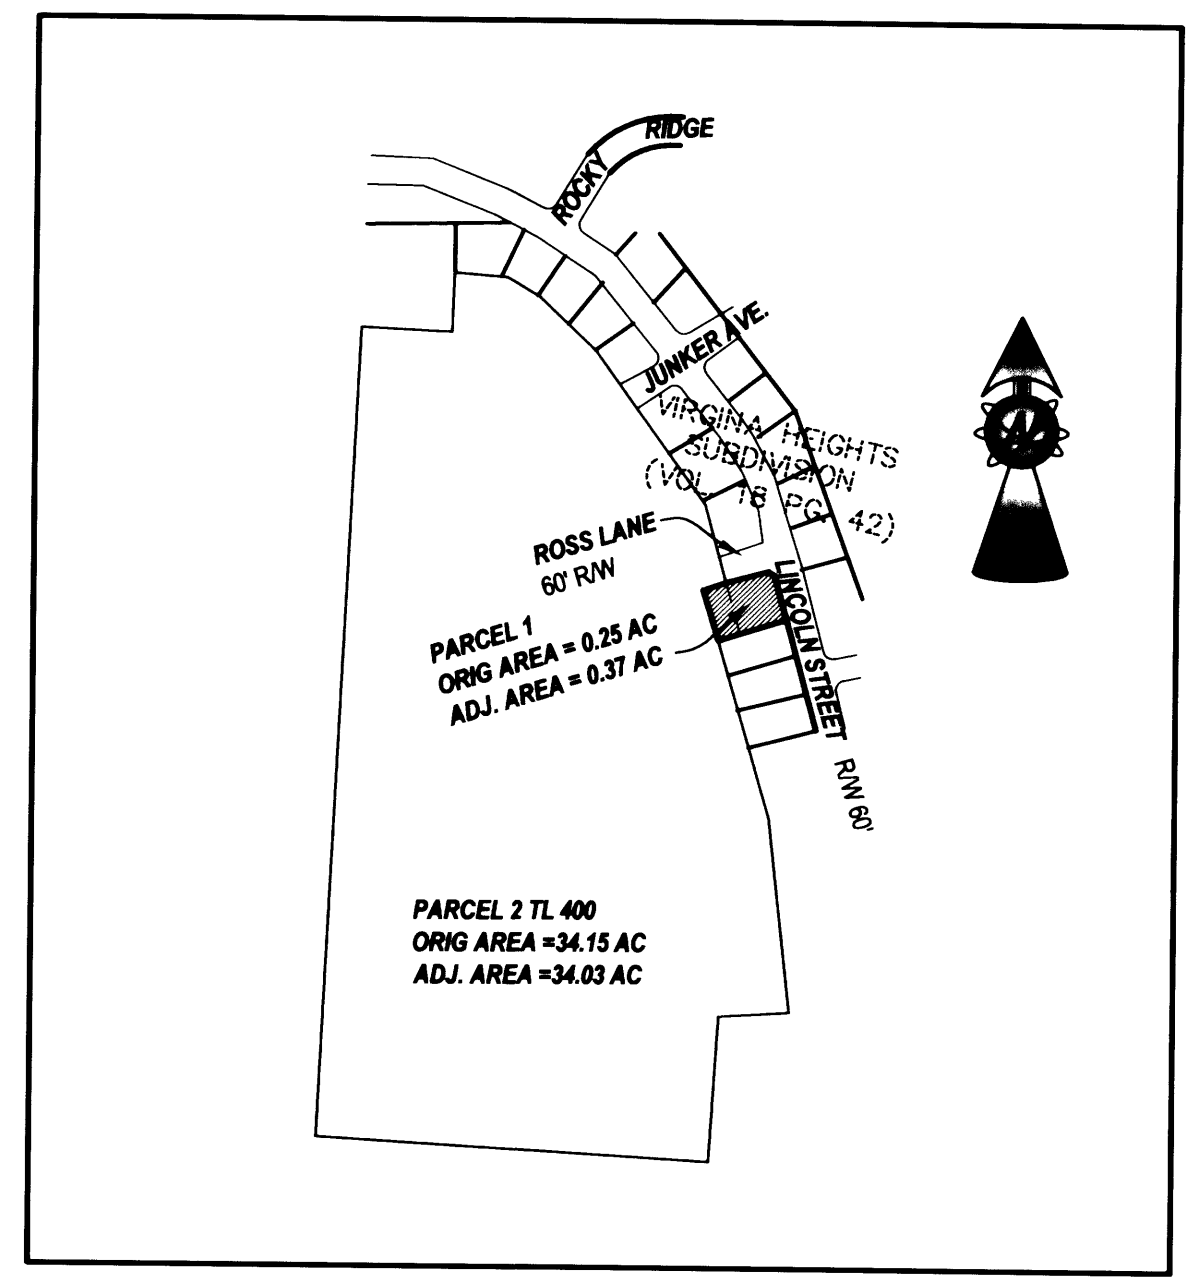 RIDGE
ROCKY
JUNKER AVE.
VIRGINIA HEIGHTS
SUBDIVISION
(VOL. 18 PG. 42)
ROSS LANE
60' R/W
LINCOLN STREET R/W 60'
PARCEL 1
ORIG AREA = 0.25 AC
ADJ. AREA = 0.37 AC
PARCEL 2 TL 400
ORIG AREA =34.15 AC
ADJ. AREA =34.03 AC
N